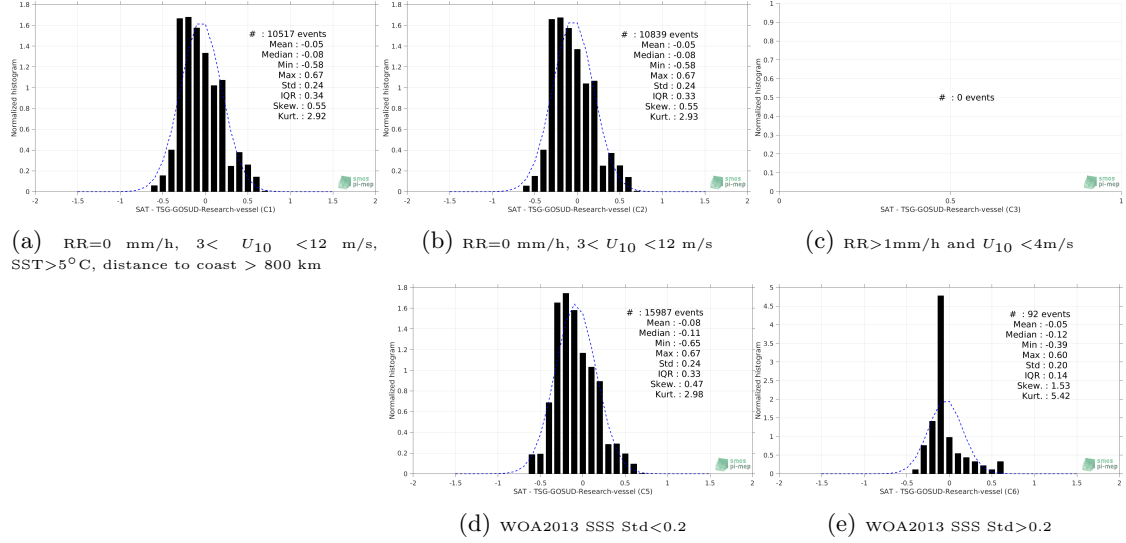 1.8
1.6
1.4
1.2
1
0.8
0.6
0.4
0.2
0
Normalized histogram
# : 10517 events
Mean : -0.05
Median : -0.08
Min : -0.58
Max : 0.67
Std : 0.24
IQR : 0.34
Skew. : 0.55
Kurt. : 2.92
smos
pi-mep
-2 -1.5 -1 -0.5 0 0.5 1 1.5 2
SAT - TSG-GOSUD-Research-vessel (C1)
(a) RR=0 mm/h, 3< U10 <12 m/s,
SST>5°C, distance to coast > 800 km
1.8
1.6
1.4
1.2
1
0.8
0.6
0.4
0.2
0
Normalized histogram
# : 10839 events
Mean : -0.05
Median : -0.08
Min : -0.58
Max : 0.67
Std : 0.24
IQR : 0.33
Skew. : 0.55
Kurt. : 2.93
smos
pi-mep
-2 -1.5 -1 -0.5 0 0.5 1 1.5 2
SAT - TSG-GOSUD-Research-vessel (C2)
(b) RR=0 mm/h, 3< U10 <12 m/s
1
0.9
0.8
0.7
0.6
0.5
0.4
0.3
0.2
0.1
0
Normalized histogram
# : 0 events
smos
pi-mep
0 0.5 1
SAT - TSG-GOSUD-Research-vessel (C3)
(c) RR>1mm/h and U10 <4m/s
1.8
1.6
1.4
1.2
1
0.8
0.6
0.4
0.2
0
Normalized histogram
# : 15987 events
Mean : -0.08
Median : -0.11
Min : -0.65
Max : 0.67
Std : 0.24
IQR : 0.33
Skew. : 0.47
Kurt. : 2.98
smos
pi-mep
-2 -1.5 -1 -0.5 0 0.5 1 1.5 2
SAT - TSG-GOSUD-Research-vessel (C5)
(d) WOA2013 SSS Std<0.2
5
4.5
4
3.5
3
2.5
2
1.5
1
0.5
0
Normalized histogram
# : 92 events
Mean : -0.05
Median : -0.12
Min : -0.39
Max : 0.60
Std : 0.20
IQR : 0.14
Skew. : 1.53
Kurt. : 5.42
smos
pi-mep
-2 -1.5 -1 -0.5 0 0.5 1 1.5 2
SAT - TSG-GOSUD-Research-vessel (C6)
(e) WOA2013 SSS Std>0.2